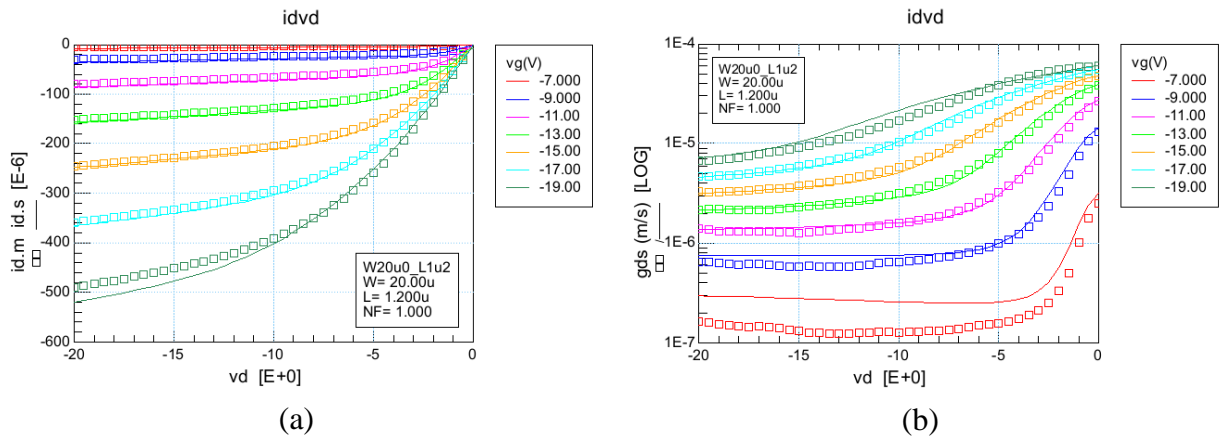 idvd
id.m id.s [E-6]
0
-100
-200
-300
-400
-500
-600
W20u0_L1u2
W= 20.00u
L= 1.200u
NF= 1.000
-20
-15
-10
-5
0
vd [E+0]
vg(V)
-7.000
-9.000
-11.00
-13.00
-15.00
-17.00
-19.00
(a)
idvd
gds (m/s) [LOG]
1E-4
1E-5
1E-6
1E-7
W20u0_L1u2
W= 20.00u
L= 1.200u
NF= 1.000
-20
-15
-10
-5
0
vd [E+0]
vg(V)
-7.000
-9.000
-11.00
-13.00
-15.00
-17.00
-19.00
(b)